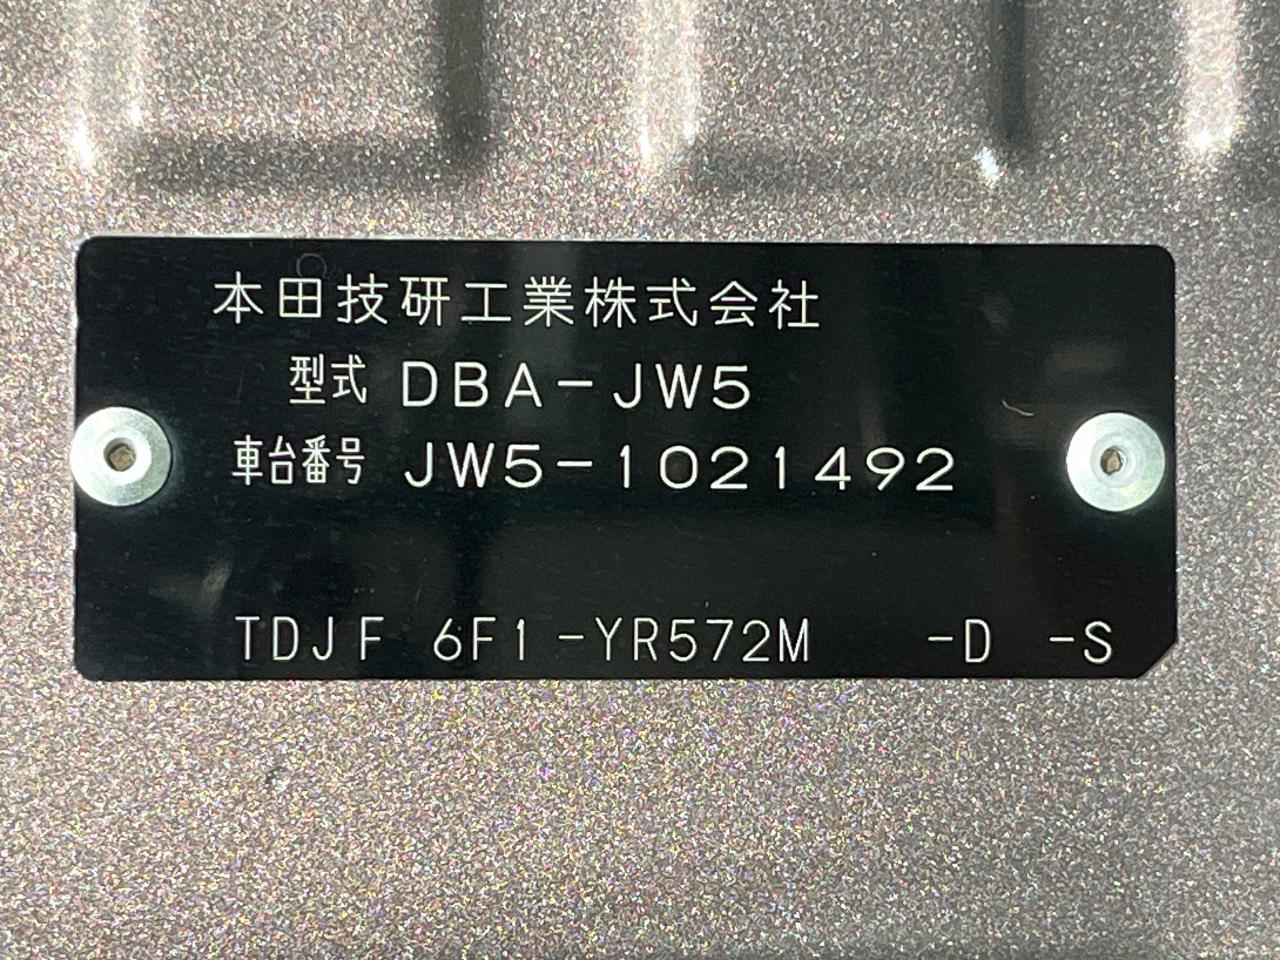 本田技研工業株式会社
型式 DBA-JW5
車台番号 JW5-1021492
TDJF 6F1-YR572M -D -S